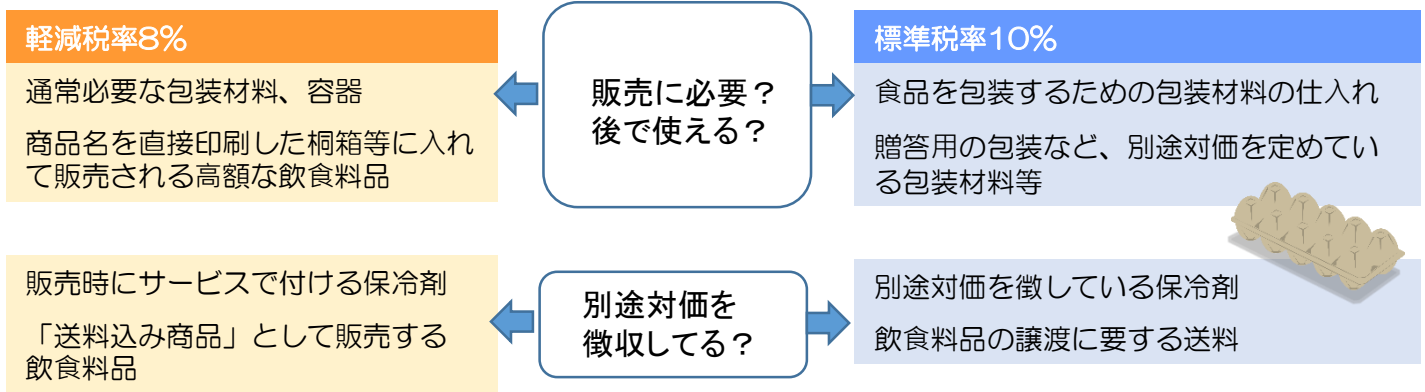 軽減税率8%
通常必要な包装材料、容器
商品名を直接印刷した桐箱等に入れ
て販売される高額な飲食料品
販売に必要？
後で使える？
標準税率10%
食品を包装するための包装材料の仕入れ
贈答用の包装など、別途対価を定めてい
る包装材料等
販売時にサービスで付ける保冷剤
「送料込み商品」として販売する
飲食料品
別途対価を
徴収してる？
別途対価を徴している保冷剤
飲食料品の譲渡に要する送料